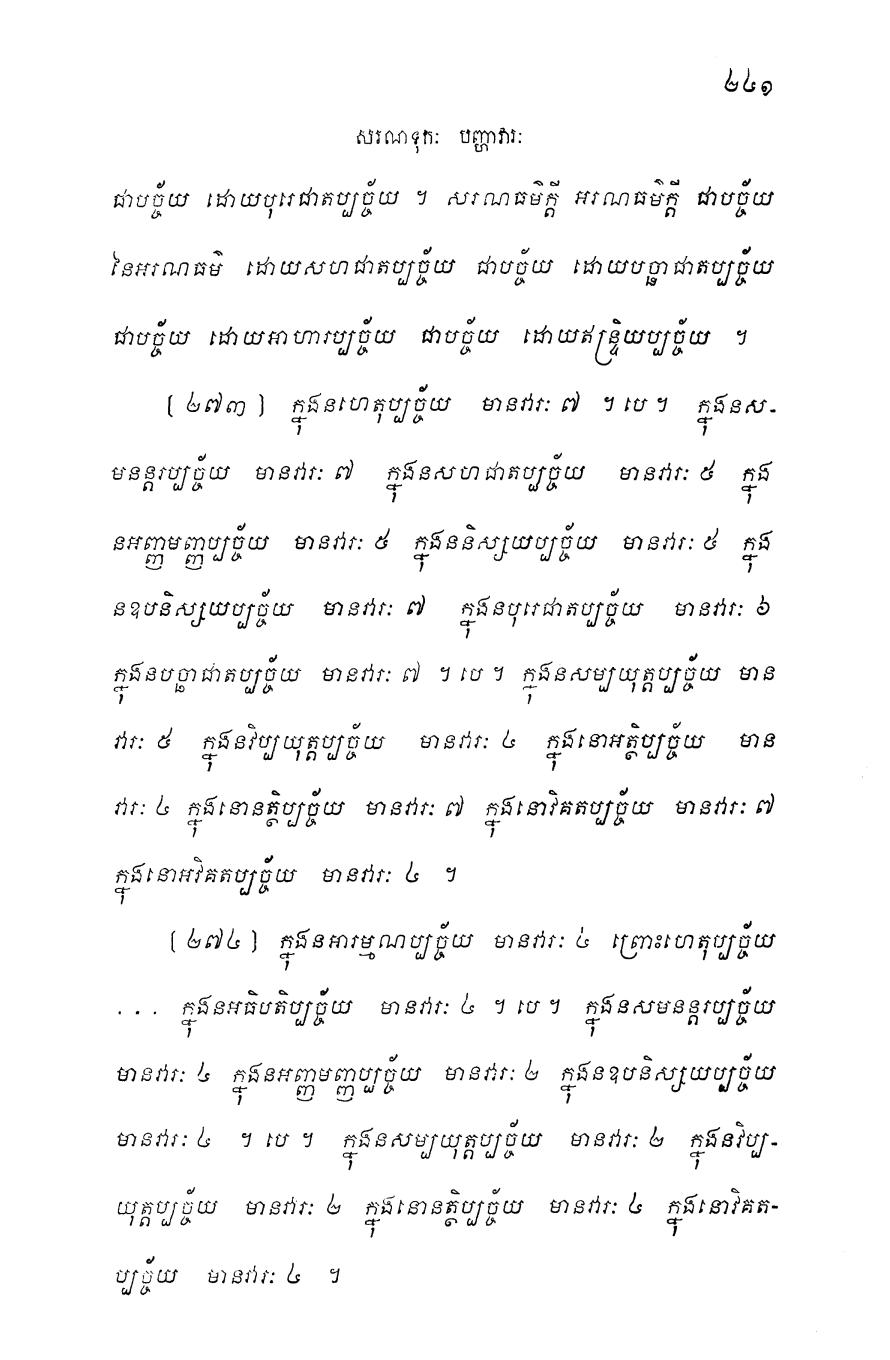 ២៤១
សរណទុកៈ បញ្ហាវារៈ
ជាបច្ច័យ ដោយបុរេជាតប្បច្ច័យ ។ សរណធម៌ក្តី អរណធម៌ក្តី ជាបច្ច័យ
នៃអរណធម៌ ដោយសហជាតប្បច្ច័យ ជាបច្ច័យ ដោយបច្ឆាជាតប្បច្ច័យ
ជាបច្ច័យ ដោយអាហារប្បច្ច័យ ជាបច្ច័យ ដោយឥន្ទ្រិយប្បច្ច័យ ។
[ ២៧៣ ] ក្នុងនហេតុប្បច្ច័យ មានវារៈ ៧ ។ បេ ។ ក្នុងនស-
មនន្តរប្បច្ច័យ មានវារៈ ៧ ក្នុងនសហជាតប្បច្ច័យ មានវារៈ ៥ ក្នុង
នអញ្ញមញ្ញប្បច្ច័យ មានវារៈ ៥ ក្នុងននិស្សយប្បច្ច័យ មានវារៈ ៥ ក្នុង
នឧបនិស្សយប្បច្ច័យ មានវារៈ ៧ ក្នុងនបុរេជាតប្បច្ច័យ មានវារៈ ៦
ក្នុងនបច្ឆាជាតប្បច្ច័យ មានវារៈ ៧ ។ បេ ។ ក្នុងនសម្បយុត្តប្បច្ច័យ មាន
វារៈ ៥ ក្នុងនវិប្បយុត្តប្បច្ច័យ មានវារៈ ៤ ក្នុងនោអត្ថិប្បច្ច័យ មាន
វារៈ ៤ ក្នុងនោនត្ថិប្បច្ច័យ មានវារៈ ៧ ក្នុងនោវិគតប្បច្ច័យ មានវារៈ ៧
ក្នុងនោអវិគតប្បច្ច័យ មានវារៈ ៤ ។
[ ២៧៤ ] ក្នុងនអារម្មណប្បច្ច័យ មានវារៈ ៤ ព្រោះហេតុប្បច្ច័យ
... ក្នុងនអធិបតិប្បច្ច័យ មានវារៈ ៤ ។ បេ ។ ក្នុងនសមនន្តរប្បច្ច័យ
មានវារៈ ៤ ក្នុងនអញ្ញមញ្ញប្បច្ច័យ មានវារៈ ២ ក្នុងនឧបនិស្សយប្បច្ច័យ
មានវារៈ ៤ ។ បេ ។ ក្នុងនសម្បយុត្តប្បច្ច័យ មានវារៈ ២ ក្នុងនវិប្ប-
យុត្តប្បច្ច័យ មានវារៈ ២ ក្នុងនោនត្ថិប្បច្ច័យ មានវារៈ ៤ ក្នុងនោវិគត-
ប្បច្ច័យ មានវារៈ ៤ ។